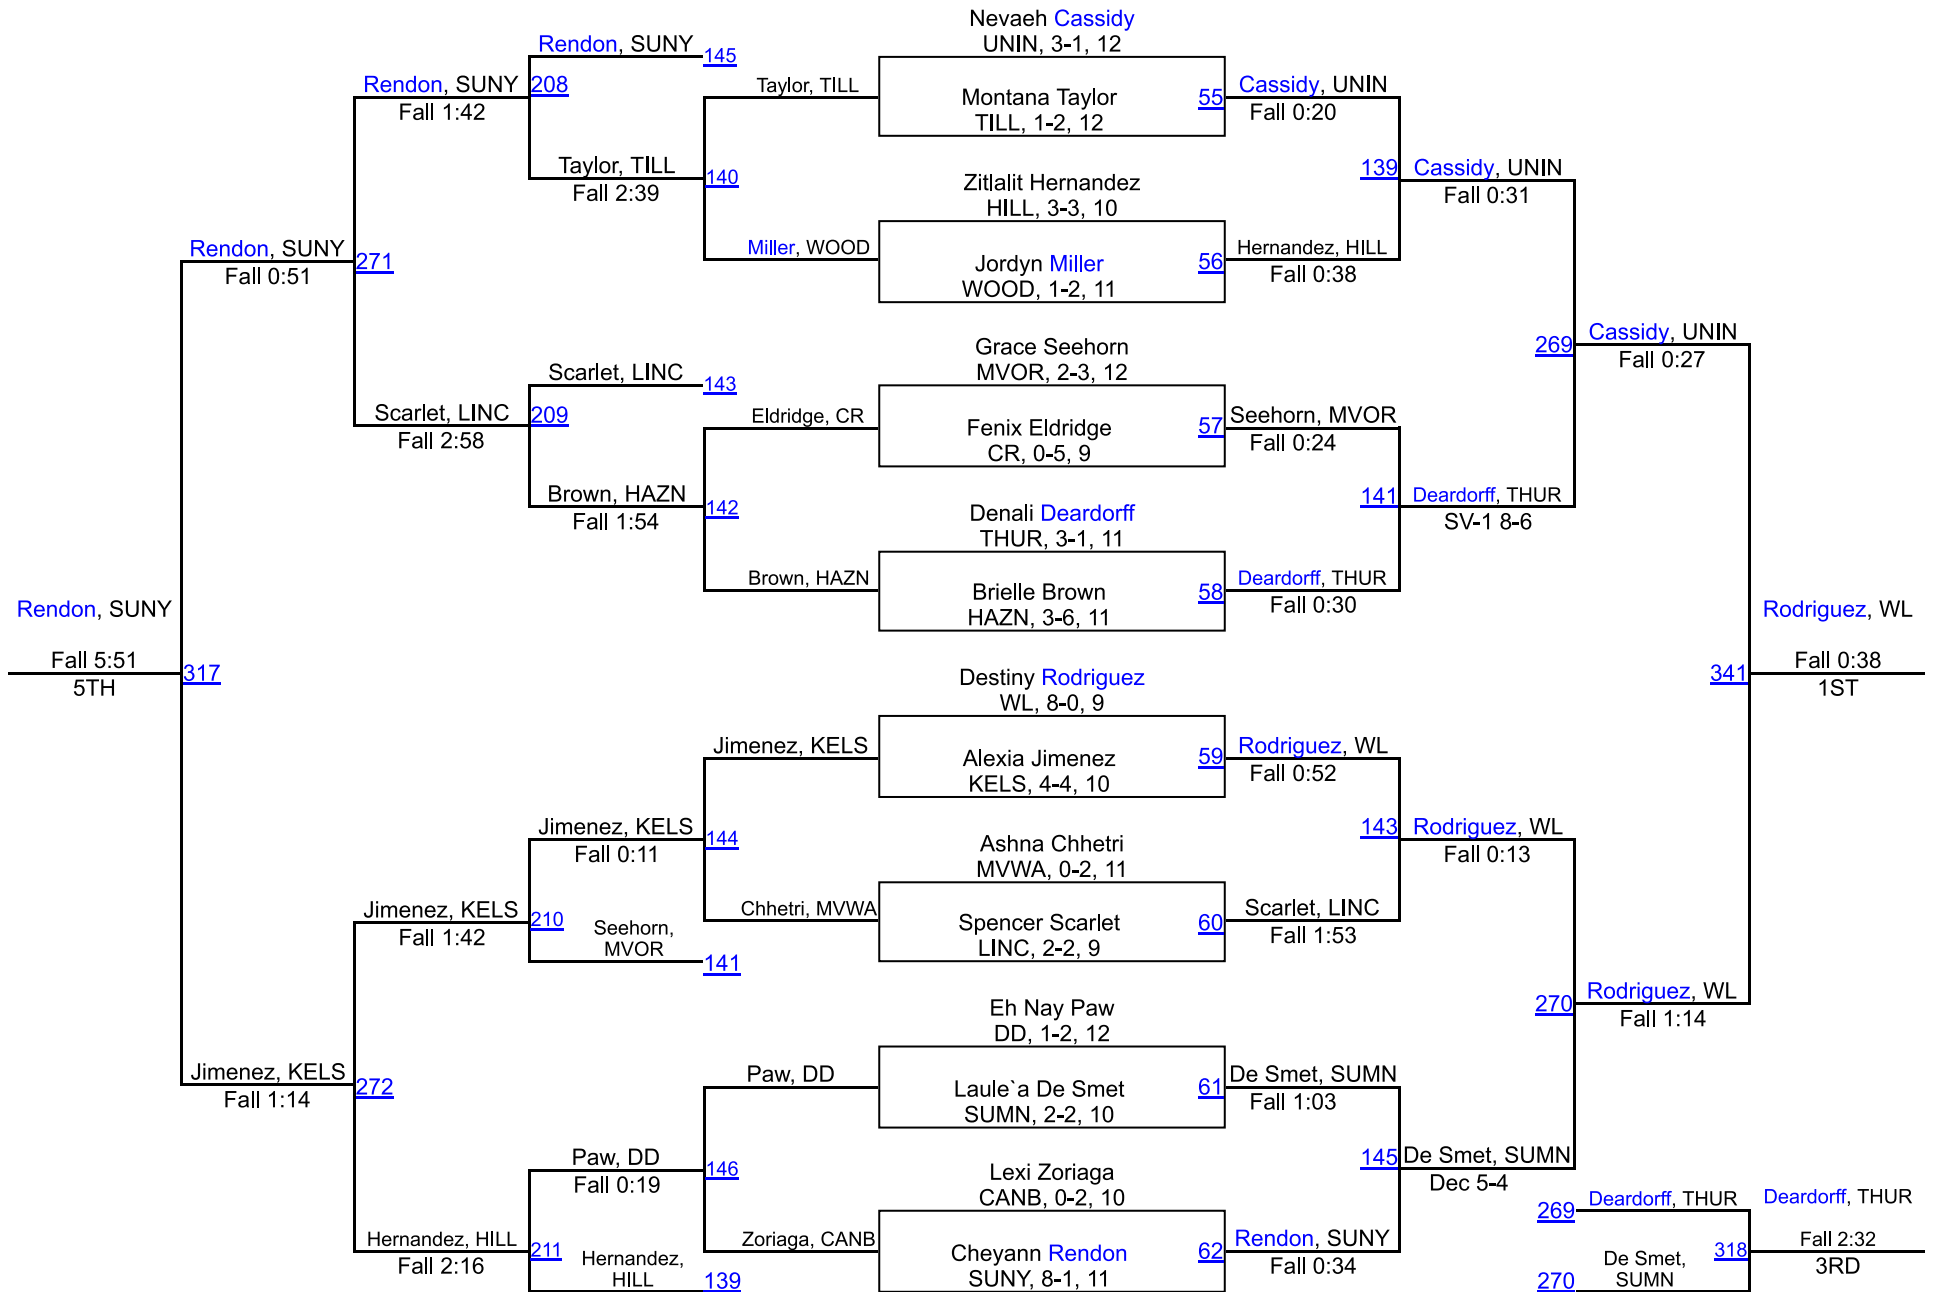 Nevaeh Cassidy
UNIN, 3-1, 12
Rendon, SUNY
145
Rendon, SUNY
208
Fall 1:42
Taylor, TILL
Montana Taylor
TILL, 1-2, 12
55
Cassidy, UNIN
Fall 0:20
Taylor, TILL
Fall 2:39
140
Zitlalit Hernandez
HILL, 3-3, 10
139
Cassidy, UNIN
Fall 0:31
Rendon, SUNY
Fall 0:51
271
Miller, WOOD
Jordyn Miller
WOOD, 1-2, 11
56
Hernandez, HILL
Fall 0:38
Grace Seehorn
MVOR, 2-3, 12
269
Cassidy, UNIN
Fall 0:27
Scarlet, LINC
143
Scarlet, LINC
Fall 2:58
209
Eldridge, CR
Fenix Eldridge
CR, 0-5, 9
57
Seehorn, MVOR
Fall 0:24
Brown, HAZN
Fall 1:54
142
Denali Deardorff
THUR, 3-1, 11
141
Deardorff, THUR
SV-1 8-6
Brown, HAZN
Brielle Brown
HAZN, 3-6, 11
58
Deardorff, THUR
Fall 0:30
Rendon, SUNY
Fall 5:51
5TH
317
Rodriguez, WL
341
Fall 0:38
1ST
Destiny Rodriguez
WL, 8-0, 9
Jimenez, KELS
Alexia Jimenez
KELS, 4-4, 10
59
Rodriguez, WL
Fall 0:52
Jimenez, KELS
Fall 0:11
144
Ashna Chhetri
MVWA, 0-2, 11
143
Rodriguez, WL
Fall 0:13
Jimenez, KELS
Fall 1:42
210
Seehorn,
MVOR
141
Chhetri, MVWA
Spencer Scarlet
LINC, 2-2, 9
60
Scarlet, LINC
Fall 1:53
Eh Nay Paw
DD, 1-2, 12
270
Rodriguez, WL
Fall 1:14
Jimenez, KELS
Fall 1:14
272
Paw, DD
Laule`a De Smet
SUMN, 2-2, 10
61
De Smet, SUMN
Fall 1:03
Paw, DD
Fall 0:19
146
Lexi Zoriaga
CANB, 0-2, 10
145
De Smet, SUMN
Dec 5-4
Hernandez, HILL
Fall 2:16
211
Hernandez,
HILL
139
Zoriaga, CANB
Cheyann Rendon
SUNY, 8-1, 11
62
Rendon, SUNY
Fall 0:34
269
Deardorff, THUR
Deardorff, THUR
De Smet,
SUMN
270
318
Fall 2:32
3RD